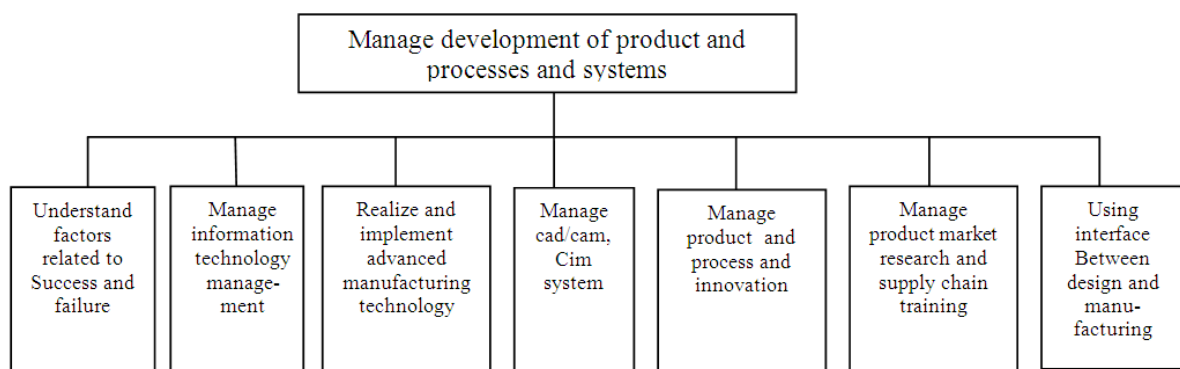 Manage development of product and
processes and systems
Understand
factors
related to
Success and
failure
Manage
information
technology
manage-
ment
Realize and
implement
advanced
manufacturing
technology
Manage
cad/cam,
Cim
system
Manage
product and
process and
innovation
Manage
product market
research and
supply chain
training
Using
interface
Between
design and
manu-
facturing